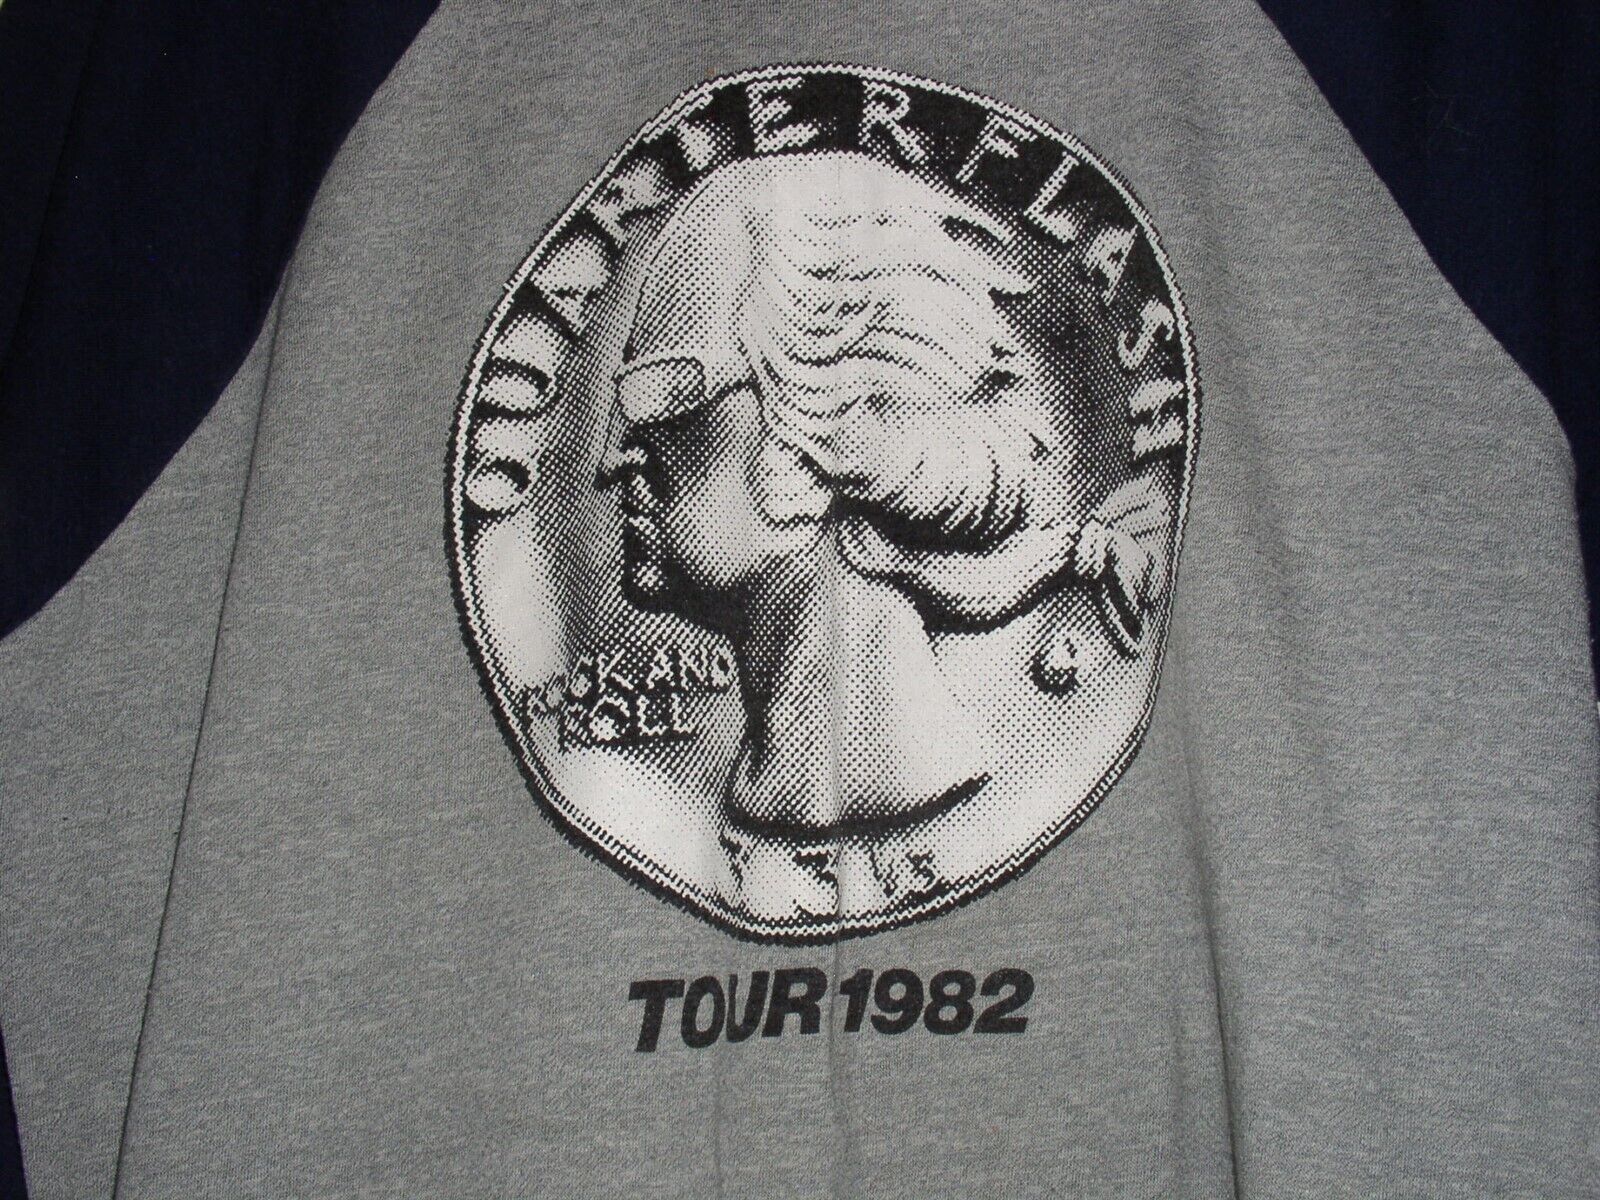 QUARTERFLASH
ROCK AND
ROLL
TOUR 1982